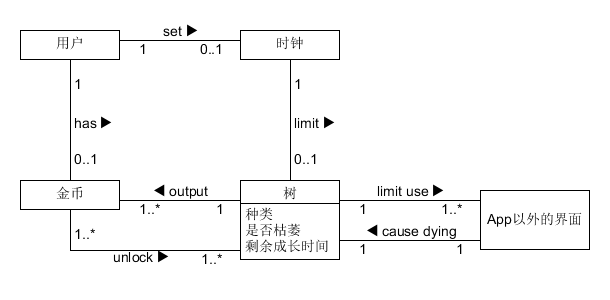 set ▶
用户
时钟
1
0..1
1
1
has ▶
limit ▶
0..1
0..1
金币
◀ output
树
limit use ▶
1..*
1
1
1..*
种类
是否枯萎
剩余成长时间
App以外的界面
1..*
◀ cause dying
unlock ▶
1..*
1
1